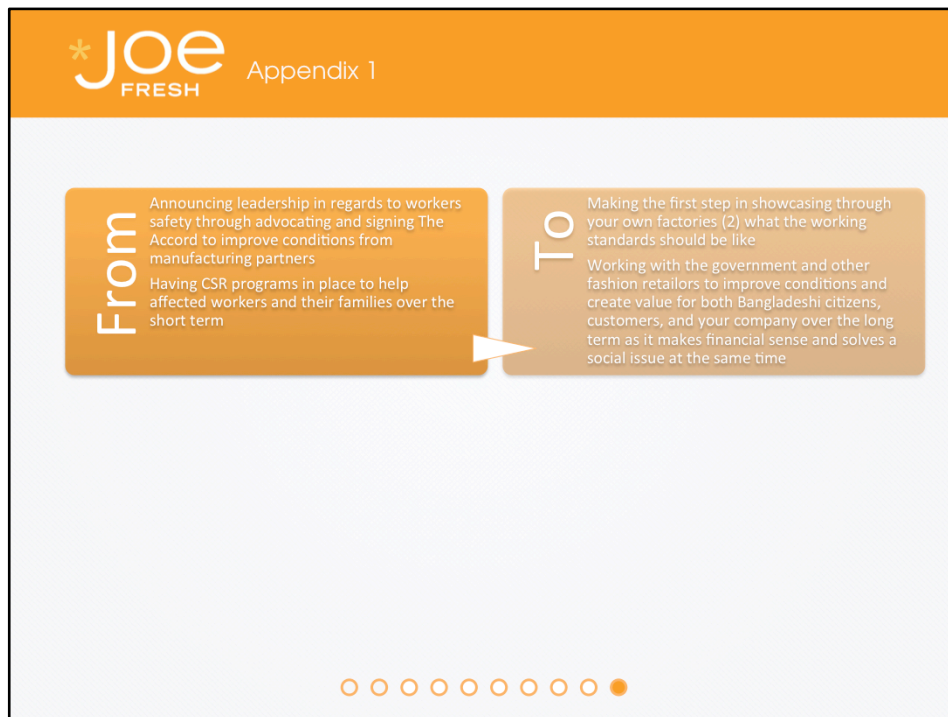 *JOe
FRESH
Appendix 1
From
Announcing leadership in regards to workers
safety through advocating and signing The
Accord to improve conditions from
manufacturing partners
Having CSR programs in place to help
affected workers and their families over the
short term
To
Making the first step in showcasing through
your own factories (2) what the working
standards should be like
Working with the government and other
fashion retailors to improve conditions and
create value for both Bangladeshi citizens,
customers, and your company over the long
term as it makes financial sense and solves a
social issue at the same time